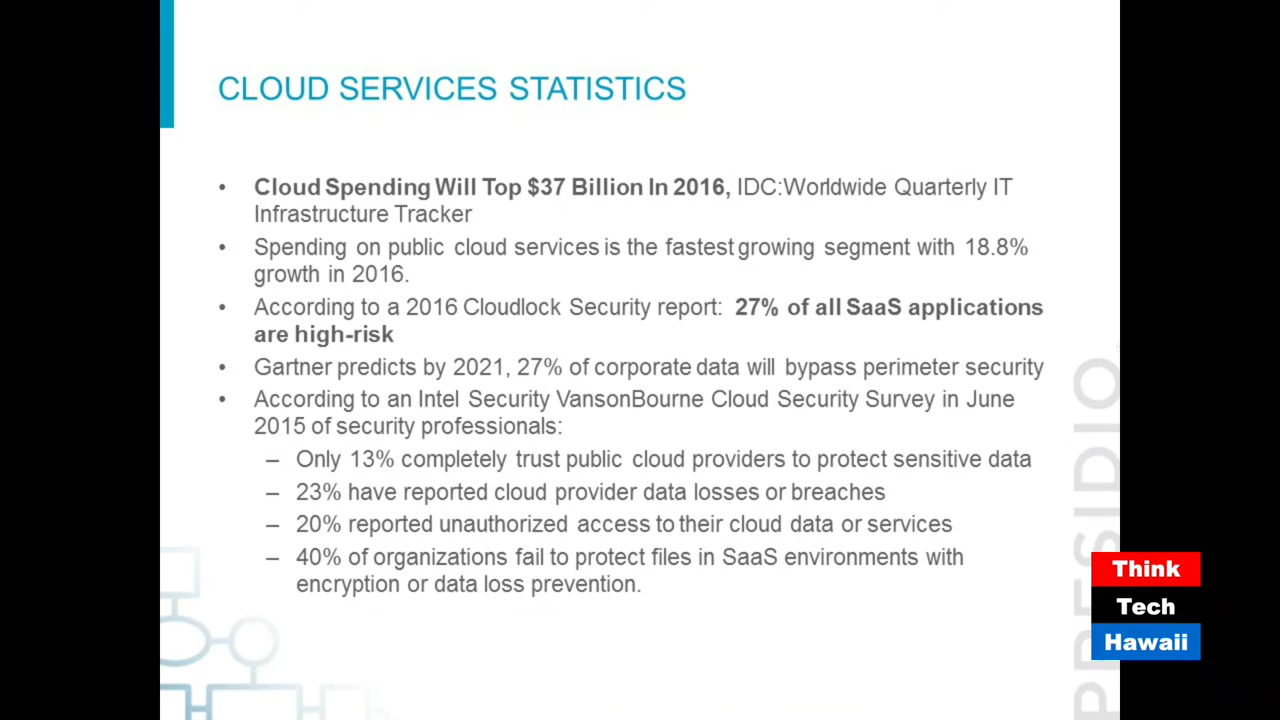 CLOUD SERVICES STATISTICS
• Cloud Spending Will Top $37 Billion In 2016, IDC:Worldwide Quarterly IT
Infrastructure Tracker
• Spending on public cloud services is the fastest growing segment with 18.8%
growth in 2016.
• According to a 2016 Cloudlock Security report: 27% of all SaaS applications
are high-risk
• Gartner predicts by 2021, 27% of corporate data will bypass perimeter security
• According to an Intel Security VansonBourne Cloud Security Survey in June
2015 of security professionals:
– Only 13% completely trust public cloud providers to protect sensitive data
– 23% have reported cloud provider data losses or breaches
– 20% reported unauthorized access to their cloud data or services
– 40% of organizations fail to protect files in SaaS environments with
encryption or data loss prevention.
PRESIDIO
Think
Tech
Hawaii